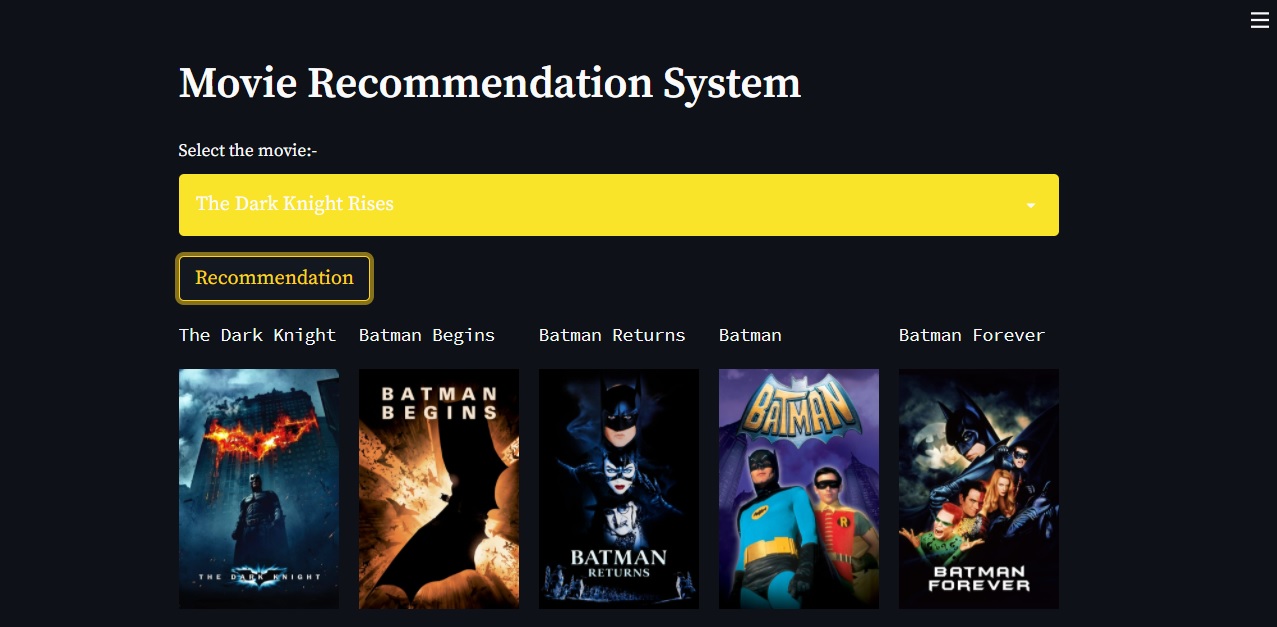 Movie Recommendation System
Select the movie:-
The Dark Knight Rises
Recommendation
The Dark Knight Batman Begins Batman Returns Batman Batman Forever
BATMAN
BEGINS
BATMAN
R
THE DARK KNIGHT
BATMAN
RETURNS
BATMAN
FOREVER